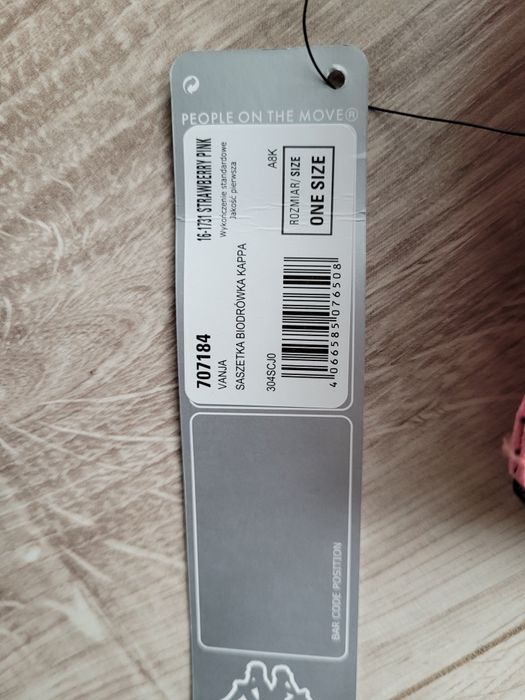 PEOPLE ON THE MOVE®
707184
16-1731 STRAWBERRY PINK
VANJA
Wykończenie standardowe
Jakość pierwsza
SASZETKA BIODRÓWKA KAPPA
304SCJ0
A8K
ROZMIAR/ SIZE
ONE SIZE
4066585076508
BAR CODE POSITION